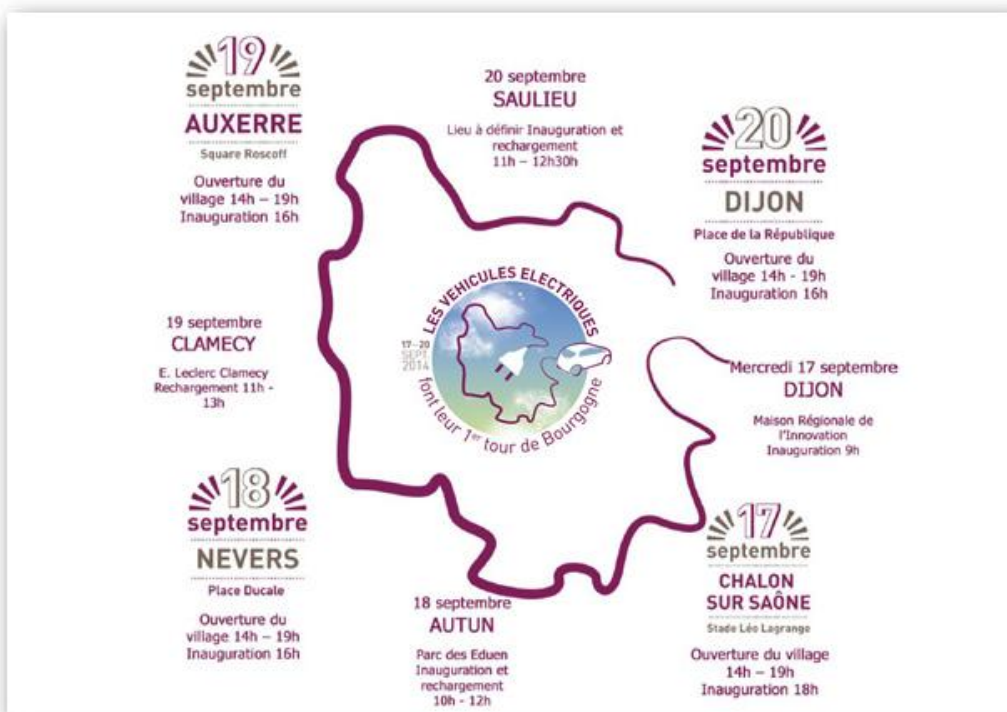 19
septembre
AUXERRE
Square Roscoff
Ouverture du
village 14h – 19h
Inauguration 16h
20 septembre
SAULIEU
Lieu à définir Inauguration et
rechargement
11h – 12h30h
20
septembre
DIJON
Place de la République
Ouverture du
village 14h - 19h
Inauguration 16h
19 septembre
CLAMECY
E. Leclerc Clamecy
Rechargement 11h -
13h
LES VEHICULES ELECTRIQUES
17-20
SEPT.
2014
font leur 1er tour de Bourgogne
Mercredi 17 septembre
DIJON
Maison Régionale de
l'Innovation
Inauguration 9h
18
septembre
NEVERS
Place Ducale
Ouverture du
village 14h – 19h
Inauguration 16h
18 septembre
AUTUN
Parc des Eduen
Inauguration et
rechargement
10h - 12h
17
septembre
CHALON
SUR SAÔNE
Stade Léo Lagrange
Ouverture du village
14h – 19h
Inauguration 18h